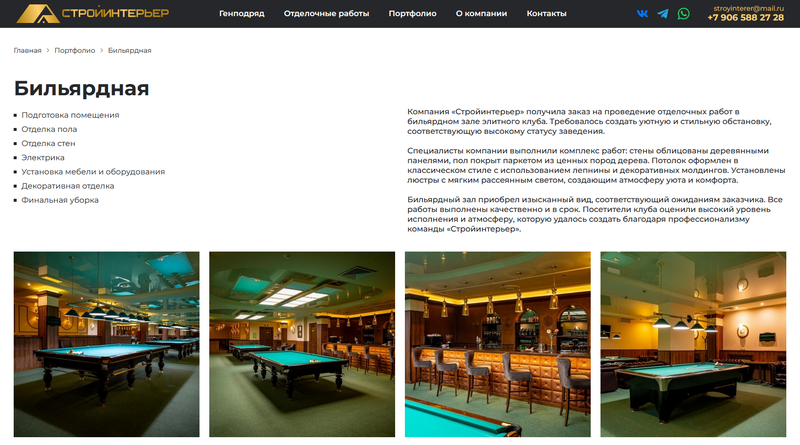 СТРОЙИНТЕРЬЕР
Генподряд Отделочные работы Портфолио О компании Контакты
stroyinterer@mail.ru
+7 906 588 27 28
Главная > Портфолио > Бильярдная
Бильярдная
Подготовка помещения
Отделка пола
Отделка стен
Электрика
Установка мебели и оборудования
Декоративная отделка
Финальная уборка
Компания «Стройинтерьер» получила заказ на проведение отделочных работ в
бильярдном зале элитного клуба. Требовалось создать уютную и стильную обстановку,
соответствующую высокому статусу заведения.
Специалисты компании выполнили комплекс работ: стены облицованы деревянными
панелями, пол покрыт паркетом из ценных пород дерева. Потолок оформлен в
классическом стиле с использованием лепнины и декоративных молдингов. Установлены
люстры с мягким рассеянным светом, создающим атмосферу уюта и комфорта.
Бильярдный зал приобрел изысканный вид, соответствующий ожиданиям заказчика. Все
работы выполнены качественно и в срок. Посетители клуба оценили высокий уровень
исполнения и атмосферу, которую удалось создать благодаря профессионализму
команды «Стройинтерьер».